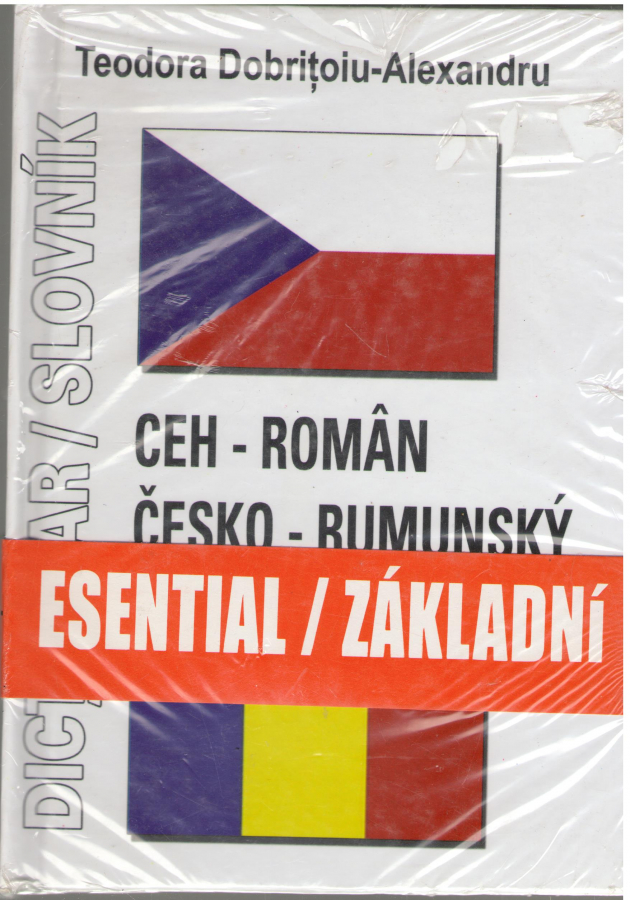 Teodora Dobrițoiu-Alexandru
CEH - ROMÂN
ČESKO - RUMUNSKÝ
ESENTIAL / ZÁKLADNÍ
SLOVNÍK